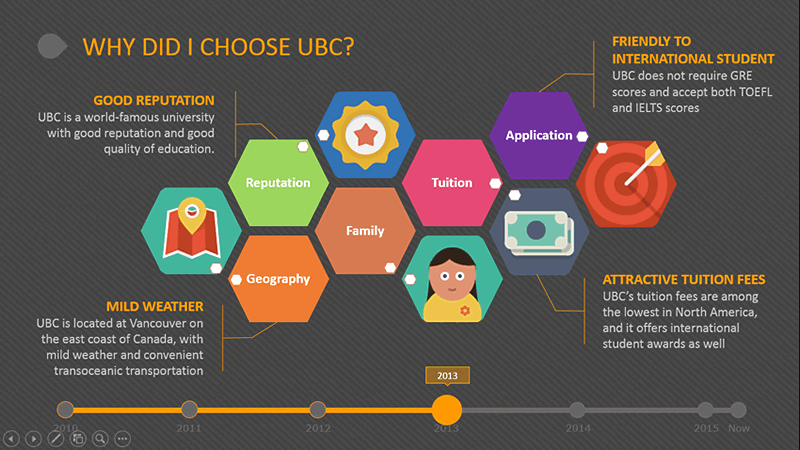 WHY DID I CHOOSE UBC?
FRIENDLY TO
INTERNATIONAL STUDENT
UBC does not require GRE
scores and accept both TOEFL
and IELTS scores
GOOD REPUTATION
UBC is a world-famous university
with good reputation and good
quality of education.
Application
Reputation
Tuition
Family
Geography
MILD WEATHER
UBC is located at Vancouver on
the east coast of Canada, with
mild weather and convenient
transoceanic transportation
ATTRACTIVE TUITION FEES
UBC's tuition fees are among
the lowest in North America,
and it offers international
student awards as well
2013
2010 2011 2012 2013 2014 2015 Now